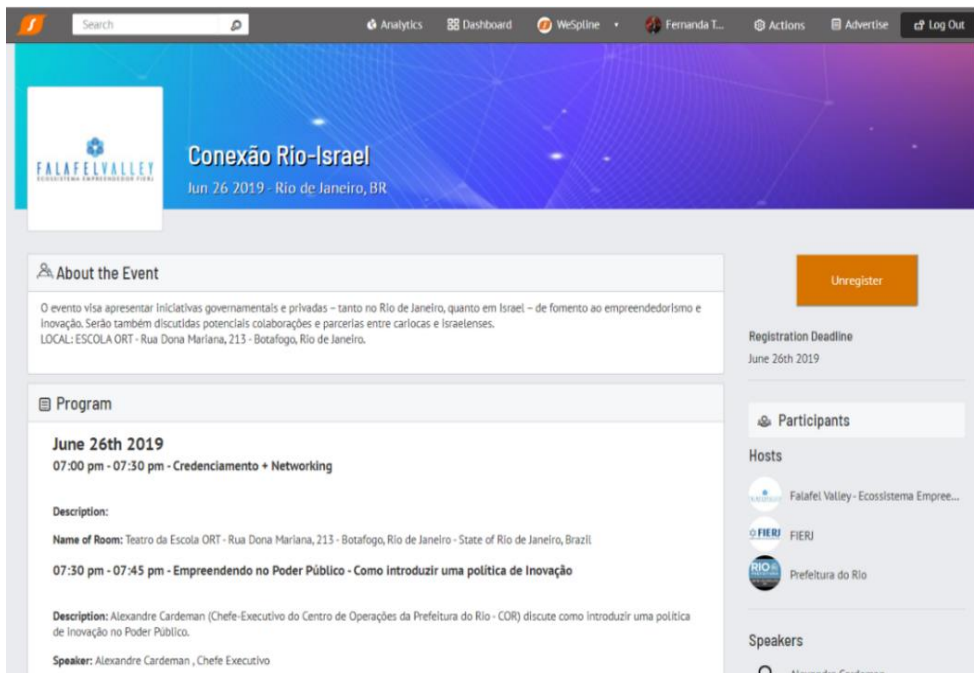 Search
Analytics
Dashboard
WeSpline
Fernanda T...
Actions
Advertise
Log Out
FALAFELVALLEY
ECOSSISTEMA EMPREENDEDOR FIERJ
Conexão Rio-Israel
Jun 26 2019 - Rio de Janeiro, BR
About the Event
O evento visa apresentar iniciativas governamentais e privadas – tanto no Rio de Janeiro, quanto em Israel – de fomento ao empreendedorismo e
inovação. Serão também discutidas potenciais colaborações e parcerias entre cariocas e israelenses.
LOCAL: ESCOLA ORT - Rua Dona Mariana, 213 - Botafogo, Rio de Janeiro.
Program
June 26th 2019
07:00 pm - 07:30 pm - Credenciamento + Networking
Description:
Name of Room: Teatro da Escola ORT - Rua Dona Mariana, 213 - Botafogo, Rio de Janeiro - State of Rio de Janeiro, Brazil
07:30 pm - 07:45 pm - Empreendendo no Poder Público - Como introduzir uma política de Inovação
Description: Alexandre Cardeman (Chefe-Executivo do Centro de Operações da Prefeitura do Rio - COR) discute como introduzir uma política
de Inovação no Poder Público.
Speaker: Alexandre Cardeman , Chefe Executivo
Unregister
Registration Deadline
June 26th 2019
Participants
Hosts
Falafel Valley - Ecossistema Empree...
FIERJ
FIERJ
RIO
Prefeitura do Rio
Speakers
Alexandre Cardeman